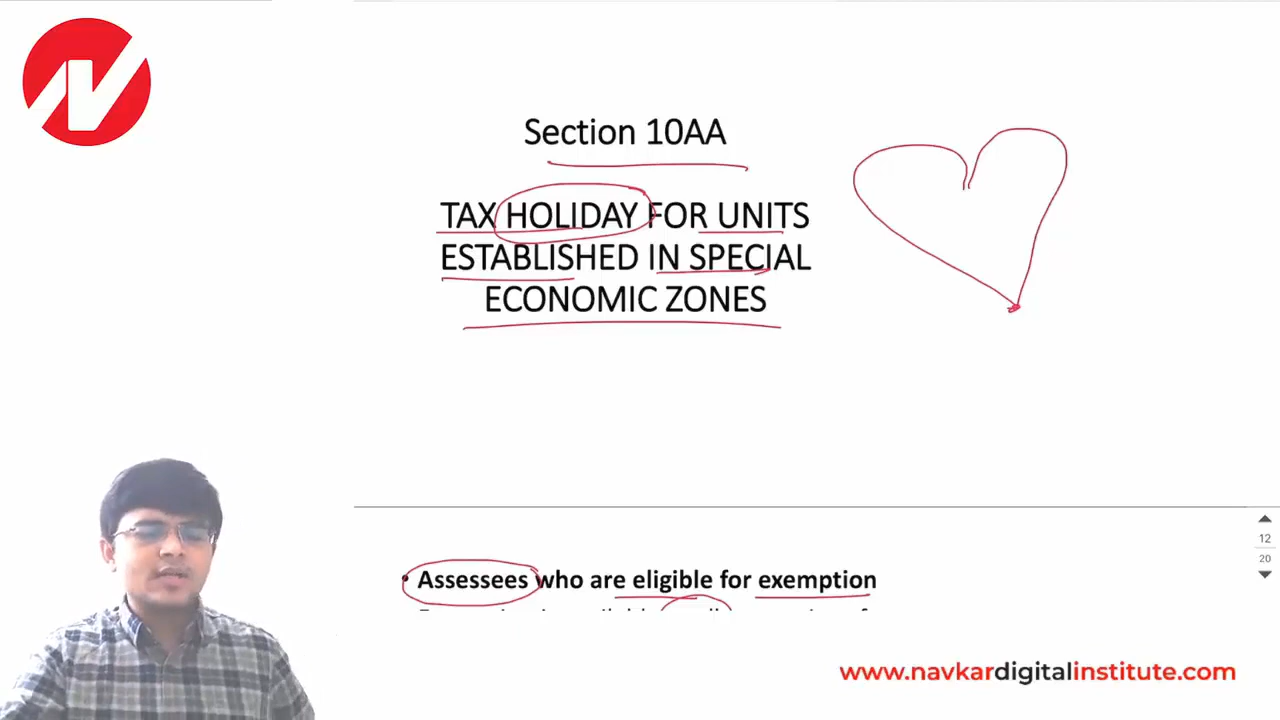 Section 10AA
TAX HOLIDAY FOR UNITS
ESTABLISHED IN SPECIAL
ECONOMIC ZONES
12
20
• Assessees who are eligible for exemption
www.navkardigitalinstitute.com